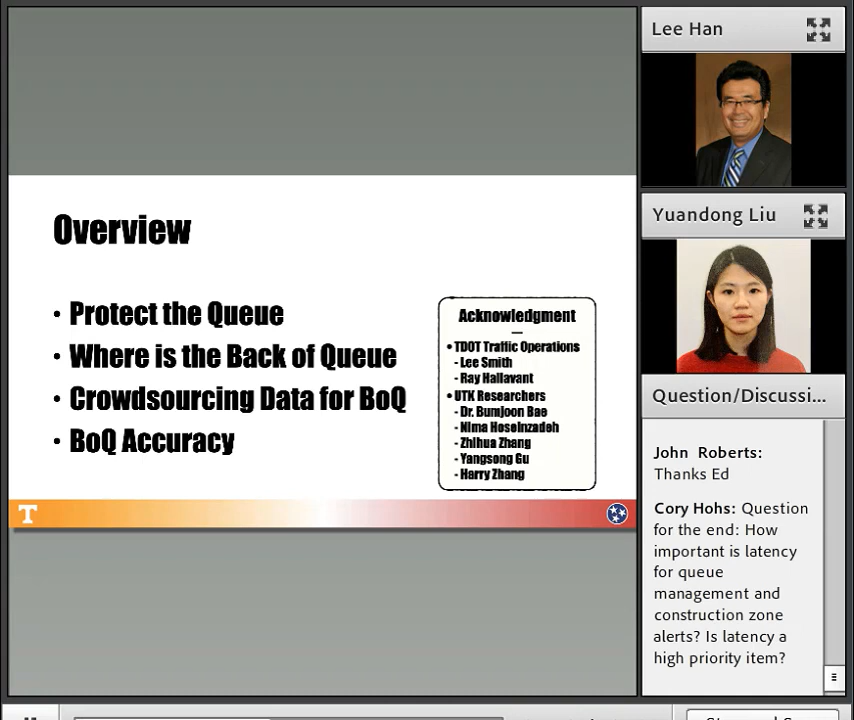 Overview
• Protect the Queue
• Where is the Back of Queue
• Crowdsourcing Data for BoQ
• BoQ Accuracy
Acknowledgment
—
• TDOT Traffic Operations
- Lee Smith
- Ray Hallavant
• UTK Researchers
- Dr. Bumjoon Bae
- Nima Hoseinzadeh
- Zhihua Zhang
- Yangsong Gu
- Harry Zhang
T
Lee Han
Yuandong Liu
Question/Discussi...
John Roberts:
Thanks Ed
Cory Hohs: Question
for the end: How
important is latency
for queue
management and
construction zone
alerts? Is latency a
high priority item?